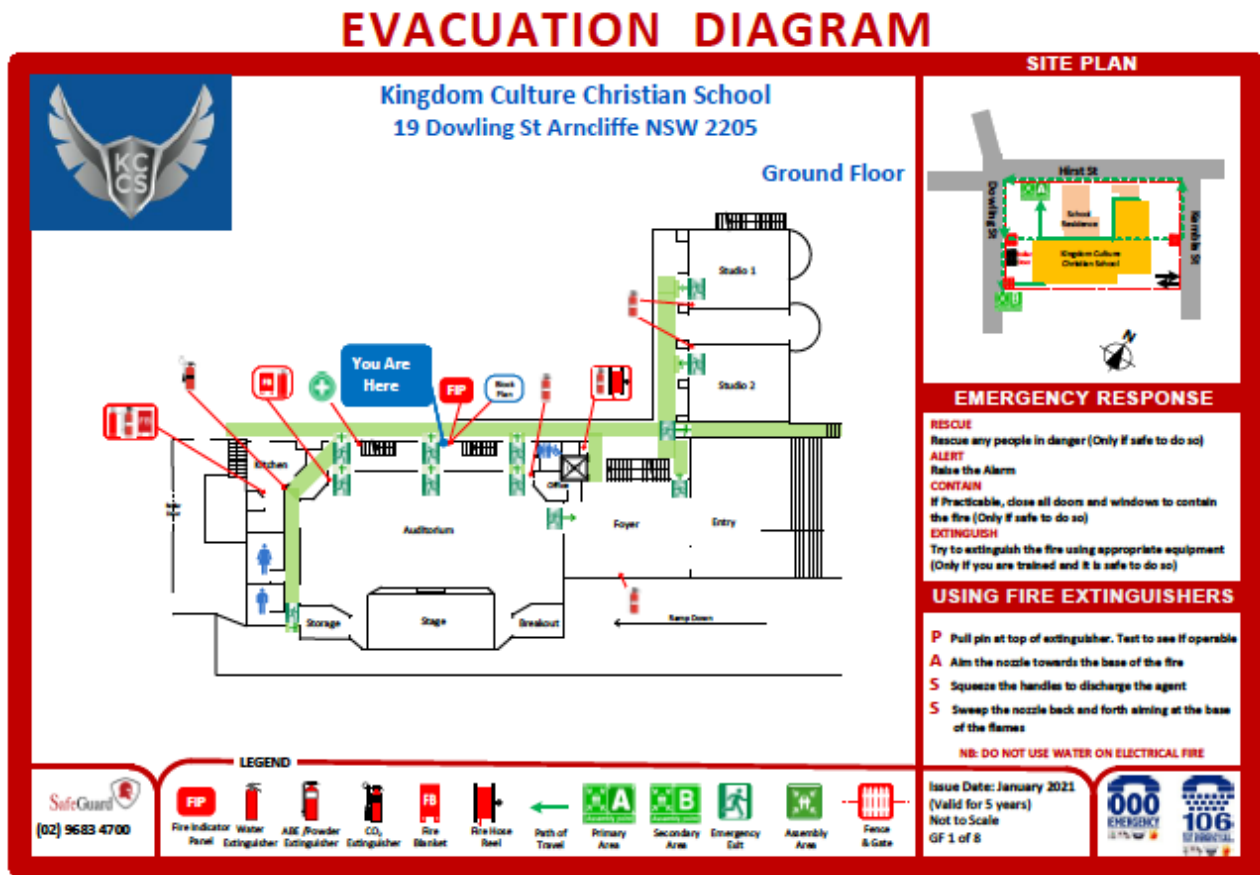 EVACUATION DIAGRAM
KC
CS
Kingdom Culture Christian School
19 Dowling St Arncliffe NSW 2205
Ground Floor
Studio 1
Studio 2
You Are
Here
FIP
Block
Plan
FB
Kitchen
Office
Auditorium
Foyer
Entry
Storage
Stage
Breakout
Ramp Down
SITE PLAN
Hirst St
Dowling St
Kembla St
A
School
Residence
Kingdom Culture
Christian School
B
N
EMERGENCY RESPONSE
RESCUE
Rescue any people in danger (Only if safe to do so)
ALERT
Raise the Alarm
CONTAIN
If Practicable, close all doors and windows to contain
the fire (Only if safe to do so)
EXTINGUISH
Try to extinguish the fire using appropriate equipment
(Only if you are trained and it is safe to do so)
USING FIRE EXTINGUISHERS
P Pull pin at top of extinguisher. Test to see if operable
A Aim the nozzle towards the base of the fire
S Squeeze the handles to discharge the agent
S Sweep the nozzle back and forth aiming at the base
of the flames
NB: DO NOT USE WATER ON ELECTRICAL FIRE
SafeGuard
(02) 9683 4700
LEGEND
FIP
Fire Indicator
Panel
Water
Extinguisher
ABE /Powder
Extinguisher
CO₂
Extinguisher
FB
Fire
Blanket
Fire Hose
Reel
Path of
Travel
A
Assembly point
Primary
Area
B
Assembly point
Secondary
Area
Emergency
Exit
Assembly
Area
Fence
& Gate
Issue Date: January 2021
(Valid for 5 years)
Not to Scale
GF 1 of 8
000
EMERGENCY
106